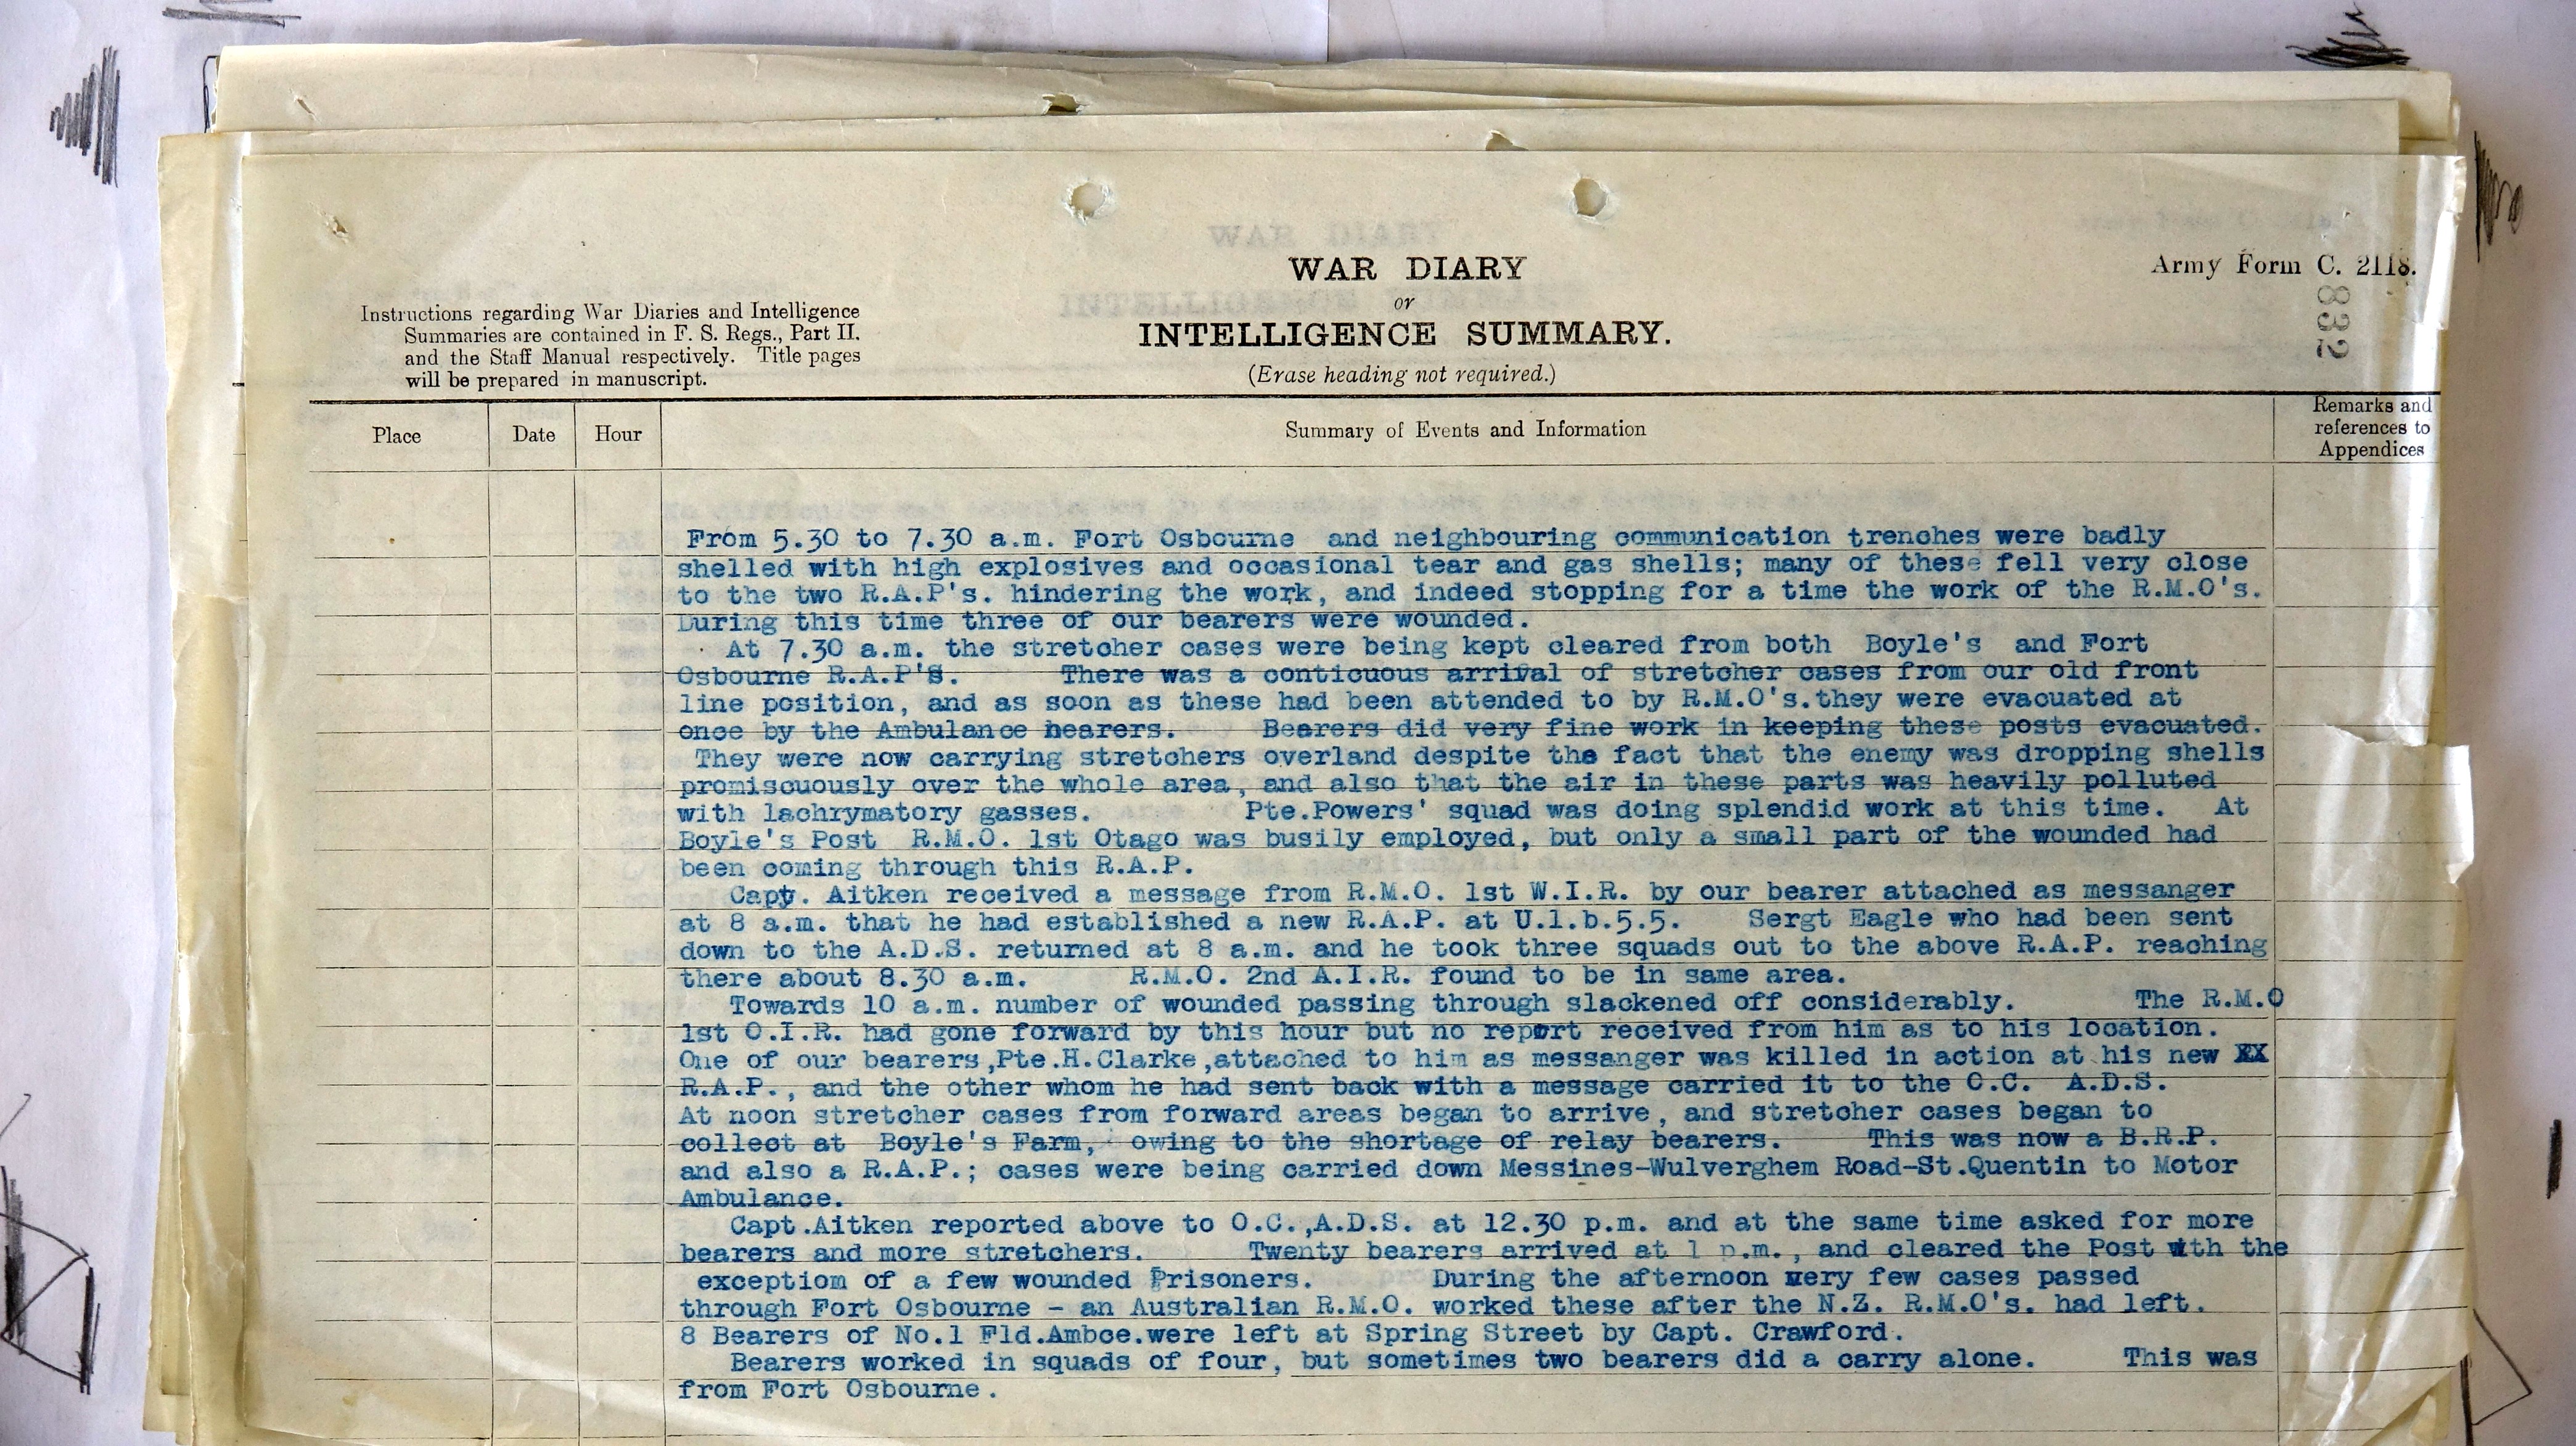 WAR DIARY
or
INTELLIGENCE SUMMARY.
(Erase heading not required.)
Army Form C. 2118.
832
Instructions regarding War Diaries and Intelligence
Summaries are contained in F. S. Regs., Part II.
and the Staff Manual respectively. Title pages
will be prepared in manuscript.
Place Date Hour Summary of Events and Information Remarks and
references to
Appendices
From 5.30 to 7.30 a.m. Fort Osbourne and neighbouring communication trenches were badly
shelled with high explosives and occasional tear and gas shells; many of these fell very close
to the two R.A.P's. hindering the work, and indeed stopping for a time the work of the R.M.O's.
During this time three of our bearers were wounded.
At 7.30 a.m. the stretcher cases were being kept cleared from both Boyle's and Fort
Osbourne R.A.P'S. There was a conticuous arrival of stretcher cases from our old front
line position, and as soon as these had been attended to by R.M.O's.they were evacuated at
once by the Ambulance bearers. Bearers did very fine work in keeping these posts evacuated.
They were now carrying stretchers overland despite the fact that the enemy was dropping shells
promiscuously over the whole area, and also that the air in these parts was heavily polluted
with lachrymatory gasses. Pte.Powers' squad was doing splendid work at this time. At
Boyle's Post R.M.O. 1st Otago was busily employed, but only a small part of the wounded had
been coming through this R.A.P.
Capt. Aitken received a message from R.M.O. 1st W.I.R. by our bearer attached as messanger
at 8 a.m. that he had established a new R.A.P. at U.1.b.5.5. Sergt Eagle who had been sent
down to the A.D.S. returned at 8 a.m. and he took three squads out to the above R.A.P. reaching
there about 8.30 a.m. R.M.O. 2nd A.I.R. found to be in same area.
Towards 10 a.m. number of wounded passing through slackened off considerably. The R.M.O
1st O.I.R. had gone forward by this hour but no report received from him as to his location.
One of our bearers,Pte.H.Clarke,attached to him as messanger was killed in action at his new XX
R.A.P., and the other whom he had sent back with a message carried it to the O.C. A.D.S.
At noon stretcher cases from forward areas began to arrive, and stretcher cases began to
collect at Boyle's Farm, owing to the shortage of relay bearers. This was now a B.R.P.
and also a R.A.P.; cases were being carried down Messines-Wulverghem Road-St.Quentin to Motor
Ambulance.
Capt.Aitken reported above to O.C.,A.D.S. at 12.30 p.m. and at the same time asked for more
bearers and more stretchers. Twenty bearers arrived at 1 p.m., and cleared the Post with the
exceptiom of a few wounded Prisoners. During the afternoon very few cases passed
through Fort Osbourne - an Australian R.M.O. worked these after the N.Z. R.M.O's. had left.
8 Bearers of No.1 Fld.Ambce.were left at Spring Street by Capt. Crawford.
Bearers worked in squads of four, but sometimes two bearers did a carry alone. This was
from Fort Osbourne.